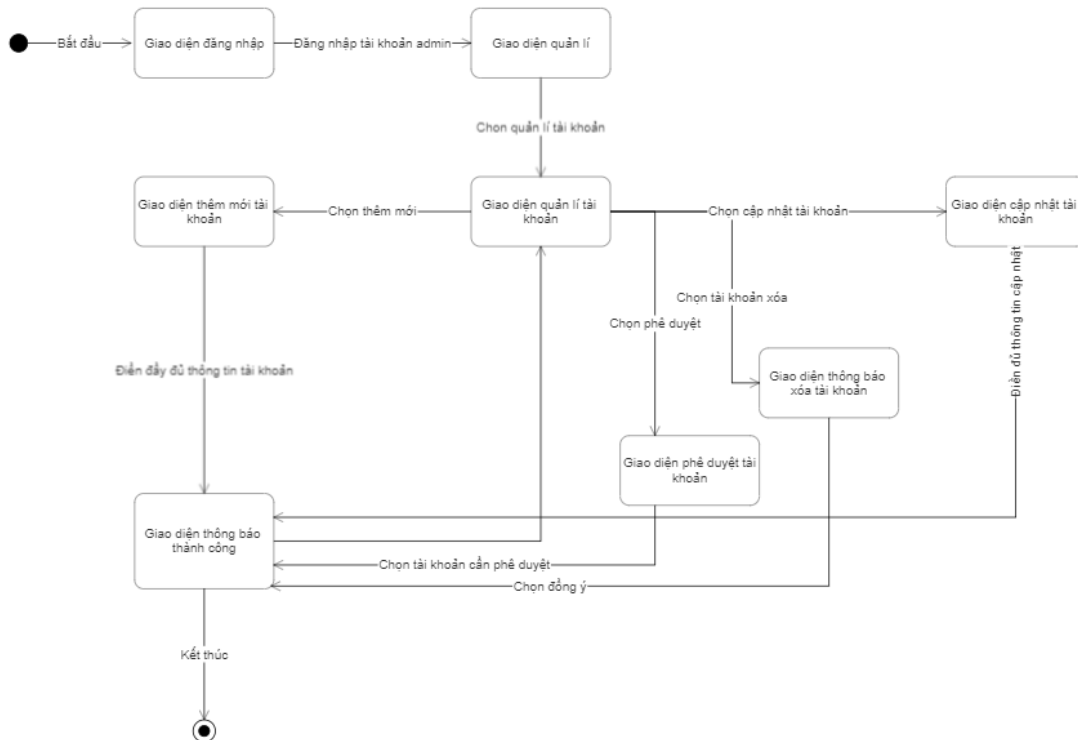 Bắt đầu
Giao diện đăng nhập
Đăng nhập tài khoản admin
Giao diện quản lí
Chon quản lí tài khoản
Giao diện thêm mới tài
khoản
Chọn thêm mới
Giao diện quản lí tài
khoản
Chọn cập nhật tài khoản
Giao diện cập nhật tài
khoản
Điền đủ thông tin cập nhật
Chọn tài khoản xóa
Chọn phê duyệt
Điền đầy đủ thông tin tài khoản
Giao diện thông báo
xóa tài khoản
Giao diện phê duyệt tài
khoản
Giao diện thông báo
thành công
Chọn tài khoản cần phê duyệt
Chọn đồng ý
Kết thúc